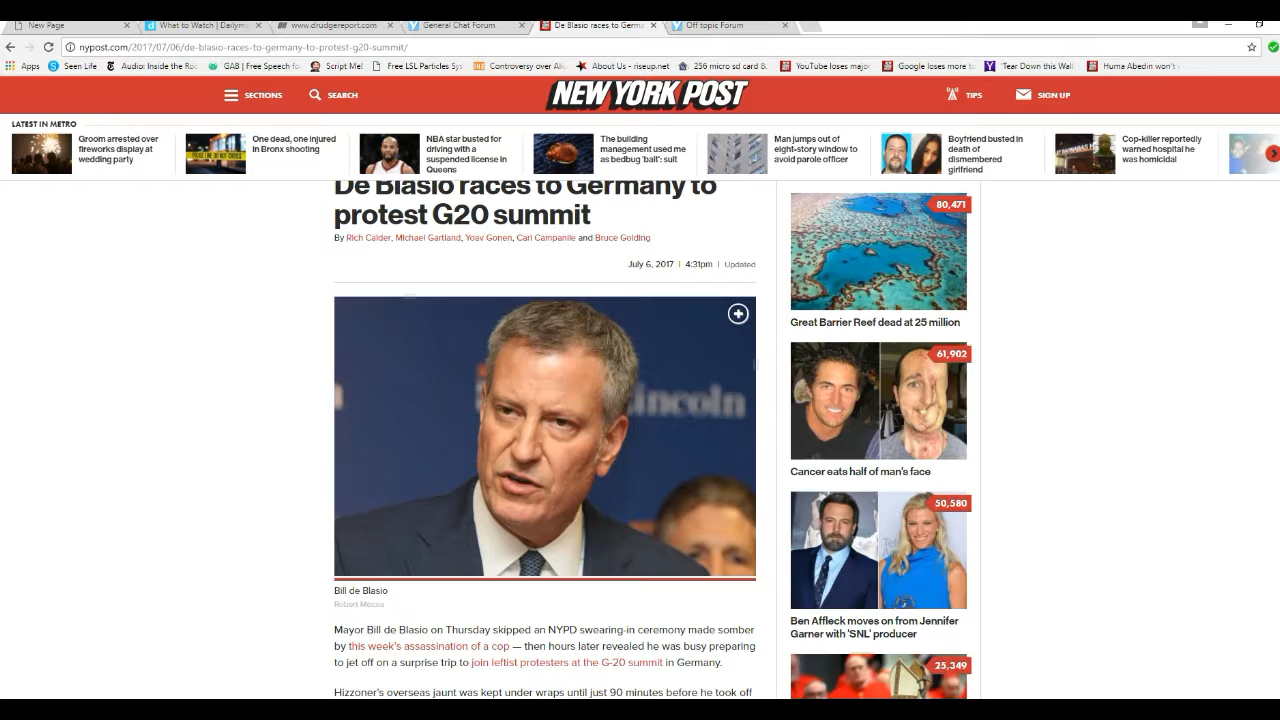 New Page
What to Watch | Dailym
www.drudgereport.com
General Chat Forum
De Blasio races to Germa
Off topic Forum
nypost.com/2017/07/06/de-blasio-races-to-germany-to-protest-g20-summit/
Apps
Seen Life
Audio: Inside the Ro
GAB | Free Speech fo
Script Me!
Free LSL Particles Sys
Controversy over Ali
About Us - riseup.net
256 micro sd card &
YouTube loses major
Google loses more to
'Tear Down this Wall
Huma Abedin won't
SECTIONS
SEARCH
NEW YORK POST
TIPS
SIGN UP
LATEST IN METRO
Groom arrested over
fireworks display at
wedding party
One dead, one injured
in Bronx shooting
NBA star busted for
driving with a
suspended license in
Queens
The building
management used me
as bedbug 'bait': suit
Man jumps out of
eight-story window to
avoid parole officer
Boyfriend busted in
death of
dismembered
girlfriend
Cop-killer reportedly
warned hospital he
was homicidal
De Blasio races to Germany to
protest G20 summit
By Rich Calder, Michael Gartland, Yoav Gonen, Carl Campanile and Bruce Golding
July 6, 2017 | 4:31pm | Updated
Lincoln
Bill de Blasio
Mayor Bill de Blasio on Thursday skipped an NYPD swearing-in ceremony made somber
by this week's assassination of a cop — then hours later revealed he was busy preparing
to jet off on a surprise trip to join leftist protesters at the G-20 summit in Germany.
Hizzoner's overseas jaunt was kept under wraps until just 90 minutes before he took off
80,471
Great Barrier Reef dead at 25 million
61,902
Cancer eats half of man's face
50,580
Ben Affleck moves on from Jennifer
Garner with 'SNL' producer
25,349